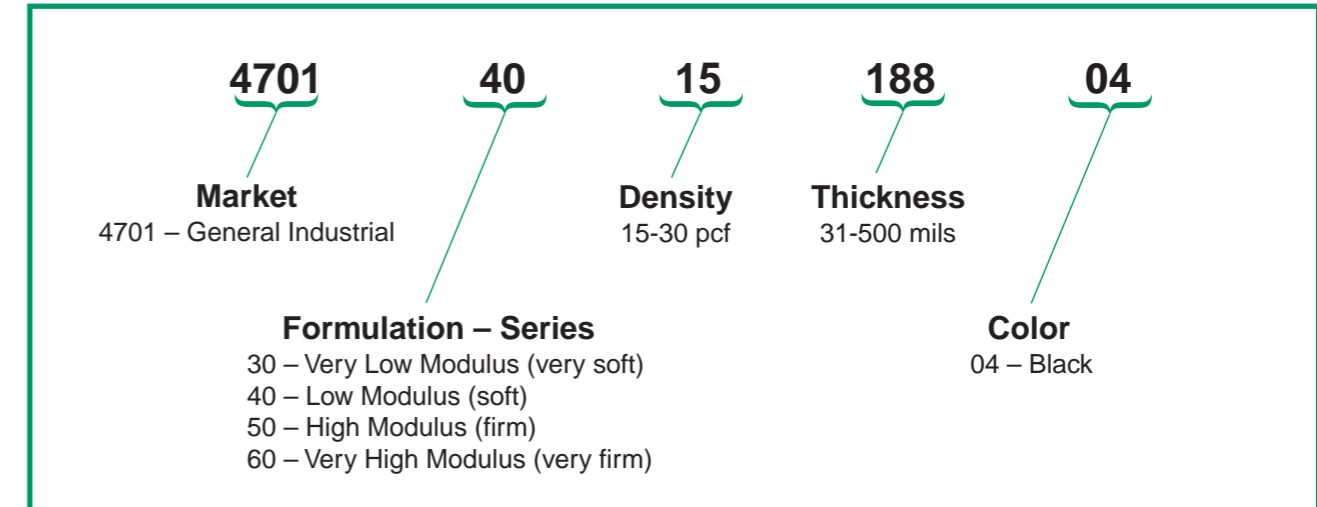 4701 40 15 188 04
Market
4701 – General Industrial
Density
15-30 pcf
Thickness
31-500 mils
Formulation – Series
30 – Very Low Modulus (very soft)
40 – Low Modulus (soft)
50 – High Modulus (firm)
60 – Very High Modulus (very firm)
Color
04 – Black